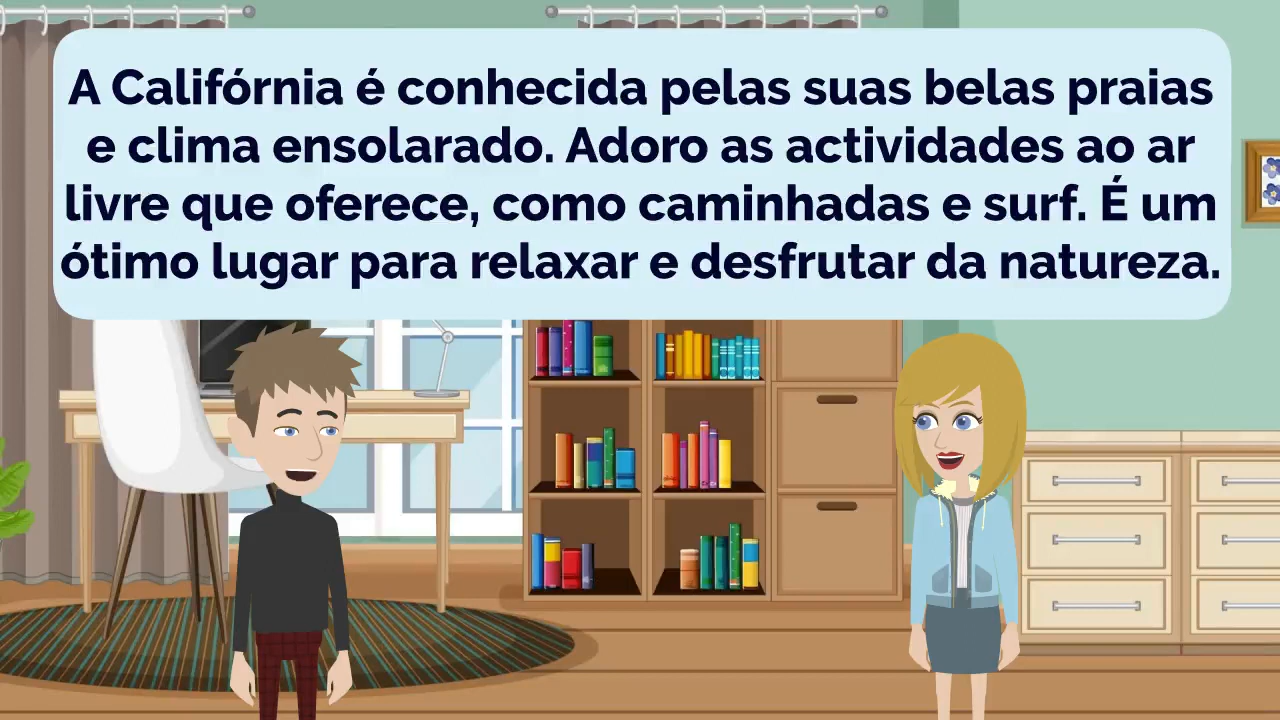 A Califórnia é conhecida pelas suas belas praias
e clima ensolarado. Adoro as actividades ao ar
livre que oferece, como caminhadas e surf. É um
ótimo lugar para relaxar e desfrutar da natureza.